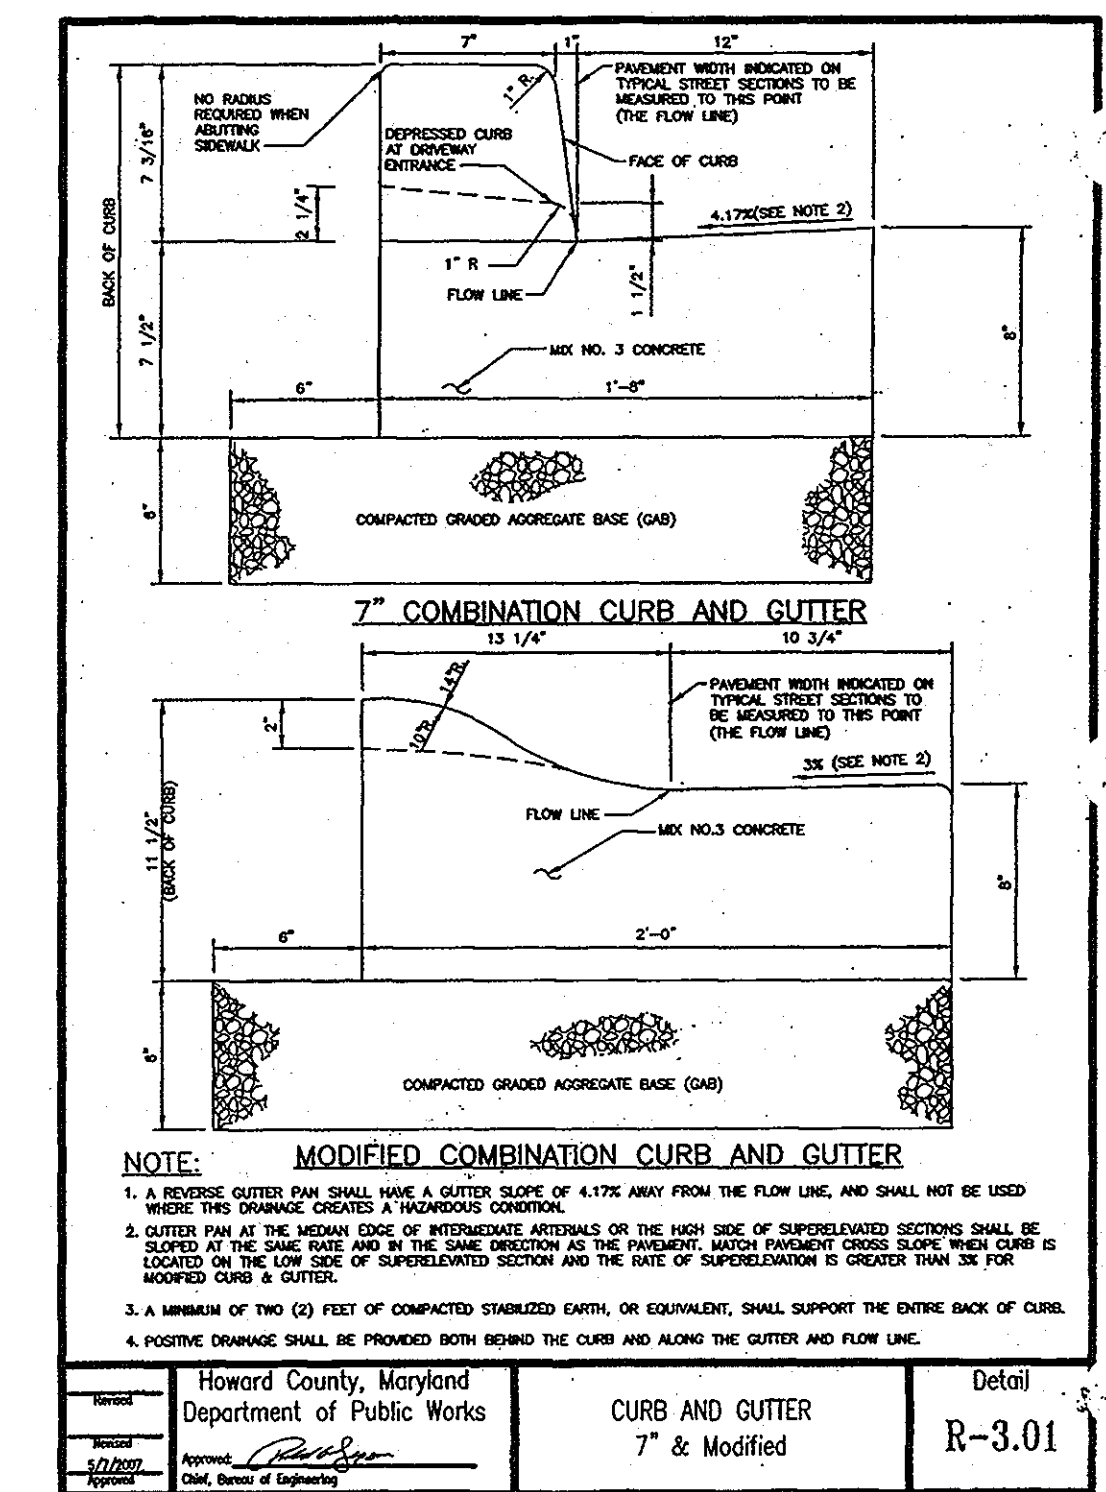 7" 1" 12"
NO RADIUS
REQUIRED WHEN
ABUTTING
SIDEWALK
1" R.
PAVEMENT WIDTH INDICATED ON
TYPICAL STREET SECTIONS TO BE
MEASURED TO THIS POINT
(THE FLOW LINE)
DEPRESSED CURB
AT DRIVEWAY
ENTRANCE
FACE OF CURB
7 3/16"
2 1/4"
4.17%(SEE NOTE 2)
BACK OF CURB
1" R
FLOW LINE
1 1/2"
7 1/2"
8"
MIX NO. 3 CONCRETE
6" 1'-8"
6"
COMPACTED GRADED AGGREGATE BASE (GAB)
7" COMBINATION CURB AND GUTTER
13 1/4" 10 3/4"
14"R.
10"R.
2"
PAVEMENT WIDTH INDICATED ON
TYPICAL STREET SECTIONS TO
BE MEASURED TO THIS POINT
(THE FLOW LINE)
3% (SEE NOTE 2)
FLOW LINE
MIX NO.3 CONCRETE
11 1/2"
(BACK OF CURB)
8"
6" 2'-0"
6"
COMPACTED GRADED AGGREGATE BASE (GAB)
MODIFIED COMBINATION CURB AND GUTTER
NOTE:
1. A REVERSE GUTTER PAN SHALL HAVE A GUTTER SLOPE OF 4.17% AWAY FROM THE FLOW LINE, AND SHALL NOT BE USED
WHERE THIS DRAINAGE CREATES A HAZARDOUS CONDITION.
2. GUTTER PAN AT THE MEDIAN EDGE OF INTERMEDIATE ARTERIALS OR THE HIGH SIDE OF SUPERELEVATED SECTIONS SHALL BE
SLOPED AT THE SAME RATE AND IN THE SAME DIRECTION AS THE PAVEMENT. MATCH PAVEMENT CROSS SLOPE WHEN CURB IS
LOCATED ON THE LOW SIDE OF SUPERELEVATED SECTION AND THE RATE OF SUPERELEVATION IS GREATER THAN 3% FOR
MODIFIED CURB & GUTTER.
3. A MINIMUM OF TWO (2) FEET OF COMPACTED STABILIZED EARTH, OR EQUIVALENT, SHALL SUPPORT THE ENTIRE BACK OF CURB.
4. POSITIVE DRAINAGE SHALL BE PROVIDED BOTH BEHIND THE CURB AND ALONG THE GUTTER AND FLOW LINE.
Revised
Revised
5/7/2007
Approved
Howard County, Maryland
Department of Public Works
Approved:
Chief, Bureau of Engineering
CURB AND GUTTER
7" & Modified
Detail
R-3.01